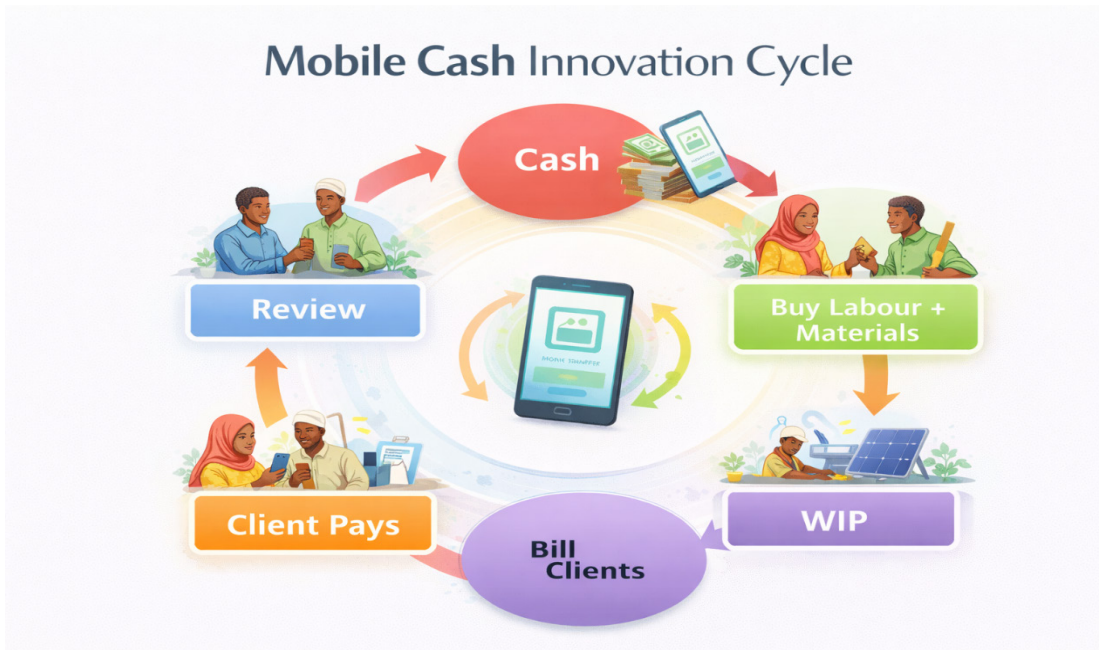 Mobile Cash Innovation Cycle
Cash
Review
Buy Labour +
Materials
Client Pays
WIP
Bill
Clients